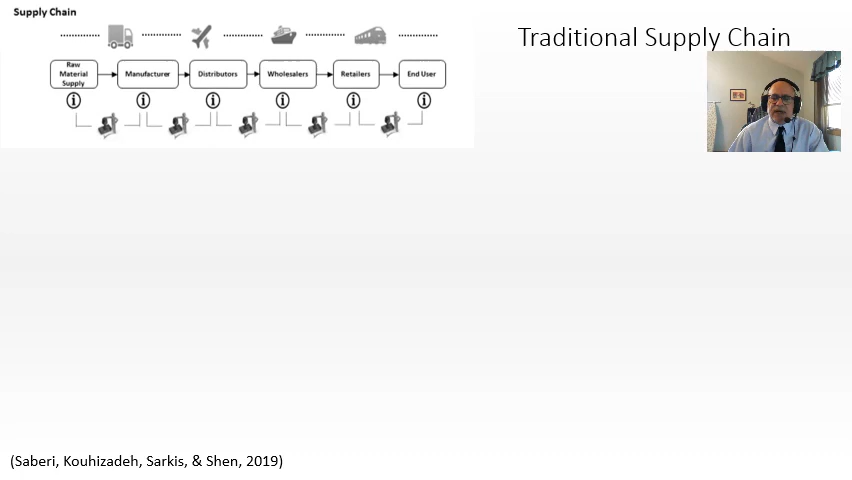 Supply Chain
Traditional Supply Chain
Raw
Material
Supply
Manufacturer
Distributors
Wholesalers
Retailers
End User
i i i i i i
(Saberi, Kouhizadeh, Sarkis, & Shen, 2019)